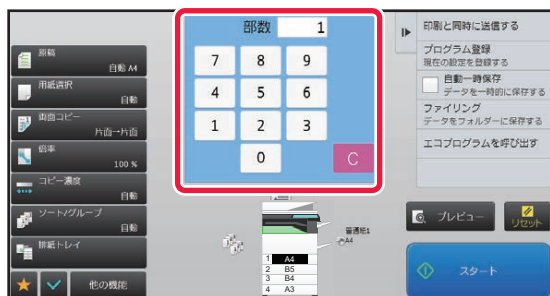 部数 1
7 8 9
4 5 6
1 2 3
0 C
原稿
自動 A4
用紙選択
自動
両面コピー
片面→片面
倍率
100 %
コピー濃度
自動
ソート/グループ
自動
排紙トレイ
他の機能
普通紙1
A4
1 A4
2 B5
3 B4
4 A3
印刷と同時に送信する
プログラム登録
現在の設定を登録する
自動一時保存
データを一時的に保存する
ファイリング
データをフォルダーに保存する
エコプログラムを呼び出す
プレビュー
リセット
スタート